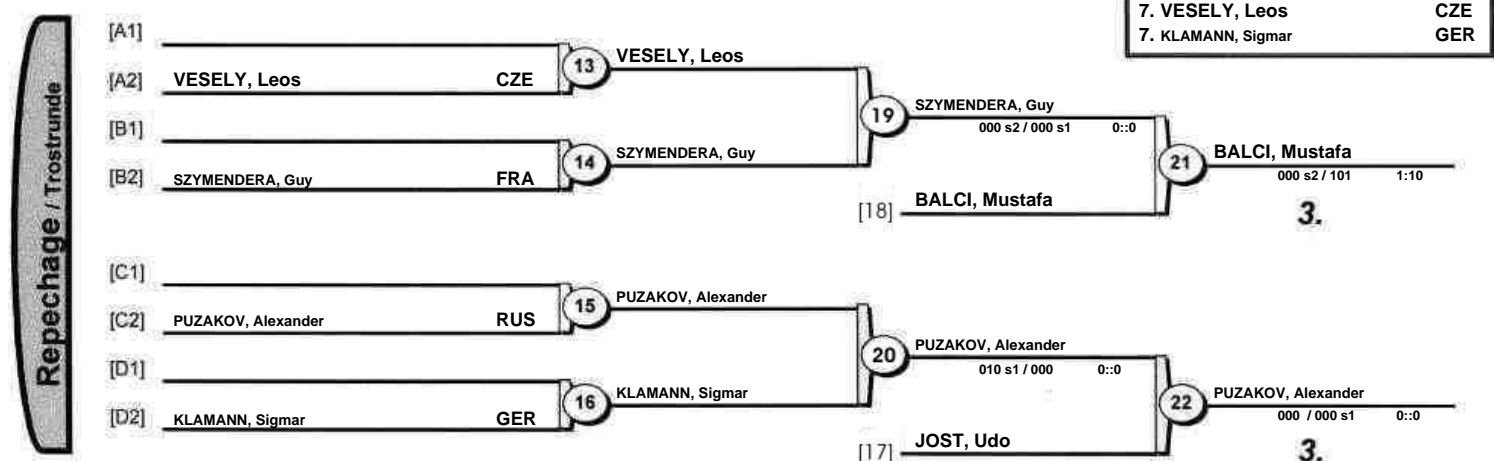 7. VESELY, Leos CZE
7. KLAMANN, Sigmar GER
Repechage / Trostrunde
[A1]
[A2] VESELY, Leos CZE
13 VESELY, Leos
[B1]
[B2] SZYMENDERA, Guy FRA
14 SZYMENDERA, Guy
19 SZYMENDERA, Guy
000 s2 / 000 s1 0::0
[18] BALCI, Mustafa
21 BALCI, Mustafa
000 s2 / 101 1:10
3.
[C1]
[C2] PUZAKOV, Alexander RUS
15 PUZAKOV, Alexander
[D1]
[D2] KLAMANN, Sigmar GER
16 KLAMANN, Sigmar
20 PUZAKOV, Alexander
010 s1 / 000 0::0
[17] JOST, Udo
22 PUZAKOV, Alexander
000 / 000 s1 0::0
3.